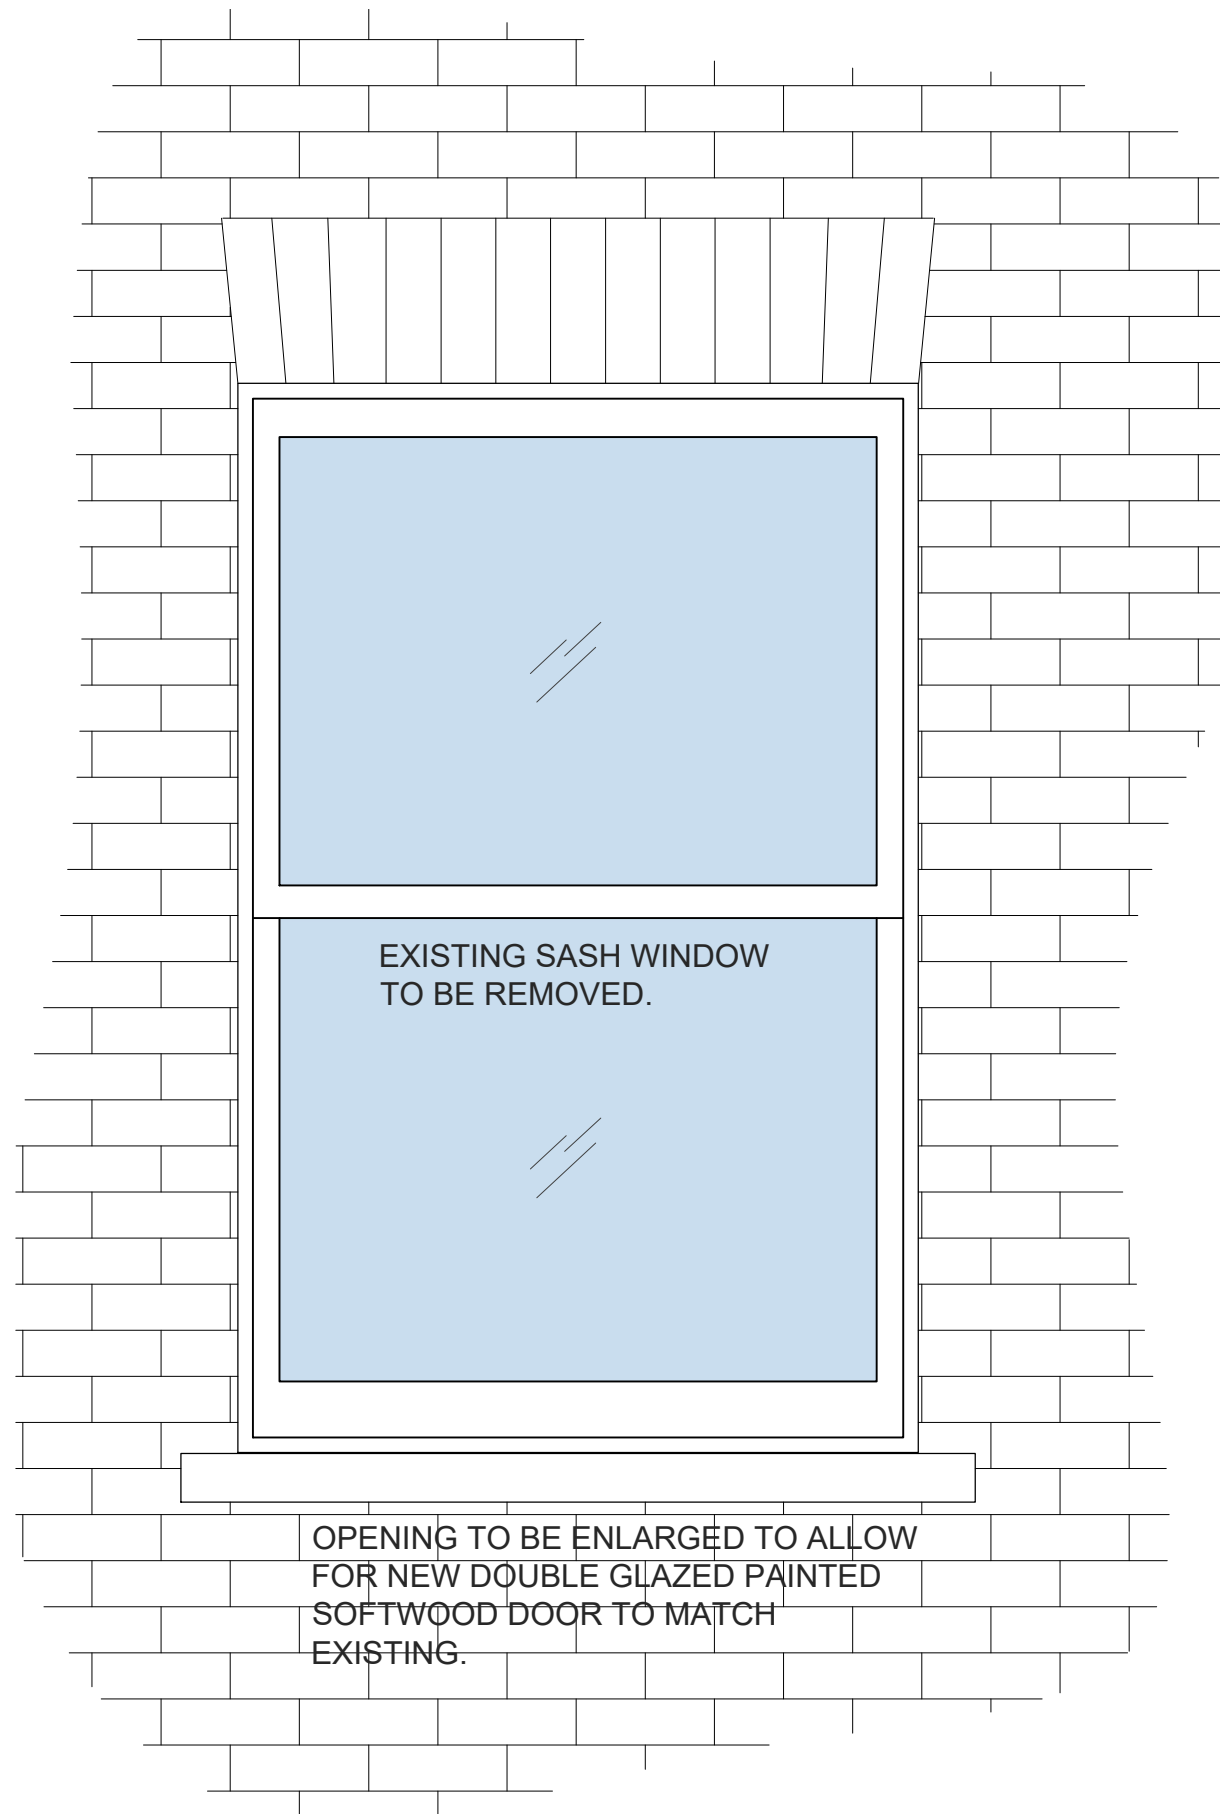 EXISTING SASH WINDOW
TO BE REMOVED.
OPENING TO BE ENLARGED TO ALLOW
FOR NEW DOUBLE GLAZED PAINTED
SOFTWOOD DOOR TO MATCH
EXISTING.